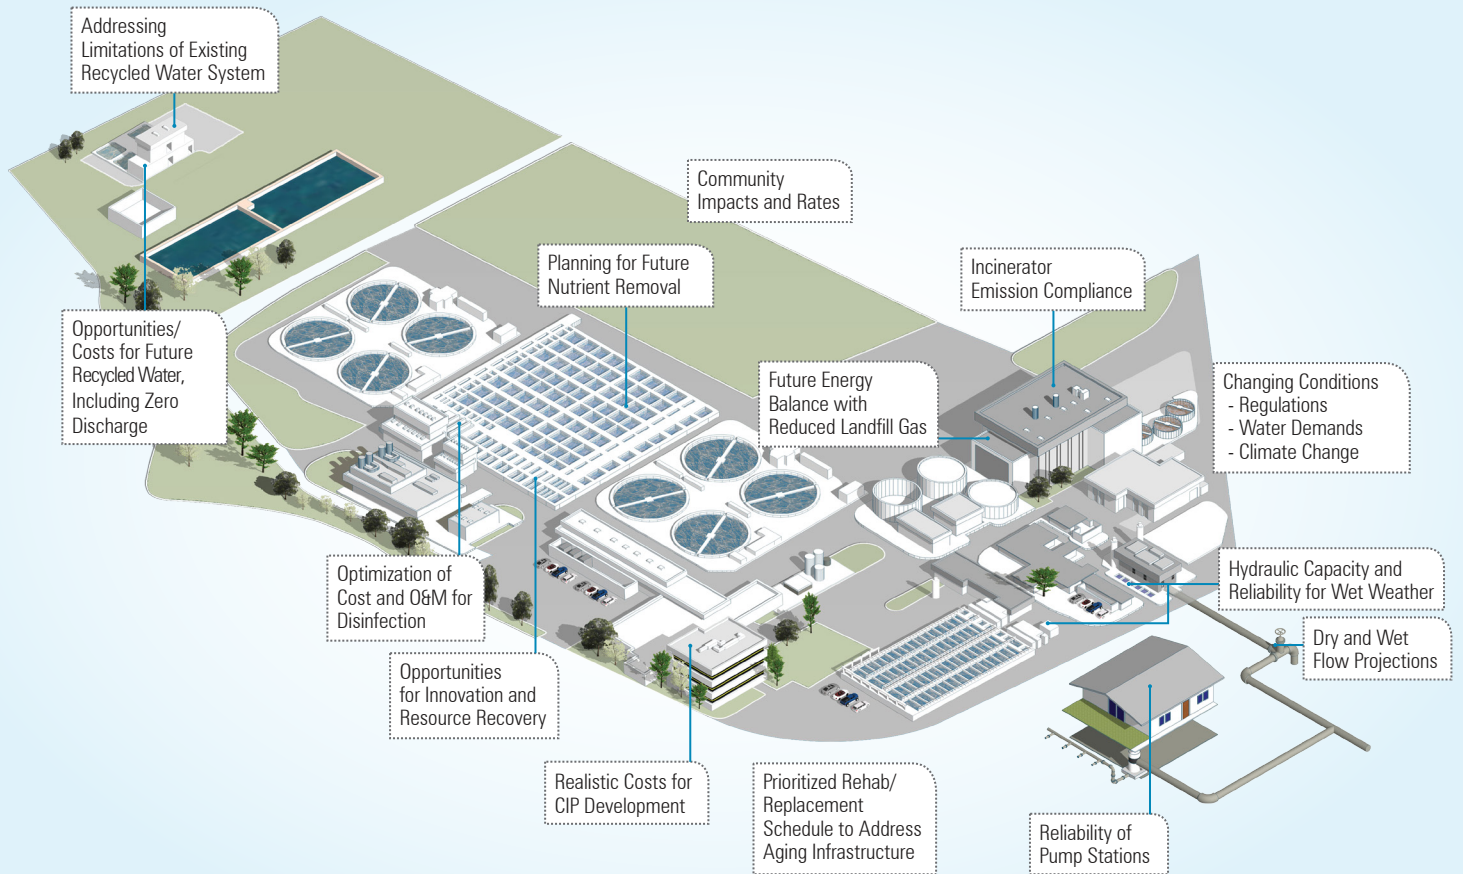 Addressing
Limitations of Existing
Recycled Water System
Community
Impacts and Rates
Planning for Future
Nutrient Removal
Incinerator
Emission Compliance
Opportunities/
Costs for Future
Recycled Water,
Including Zero
Discharge
Future Energy
Balance with
Reduced Landfill Gas
Changing Conditions
- Regulations
- Water Demands
- Climate Change
Optimization of
Cost and O&M for
Disinfection
Hydraulic Capacity and
Reliability for Wet Weather
Dry and Wet
Flow Projections
Opportunities
for Innovation and
Resource Recovery
Realistic Costs for
CIP Development
Prioritized Rehab/
Replacement
Schedule to Address
Aging Infrastructure
Reliability of
Pump Stations